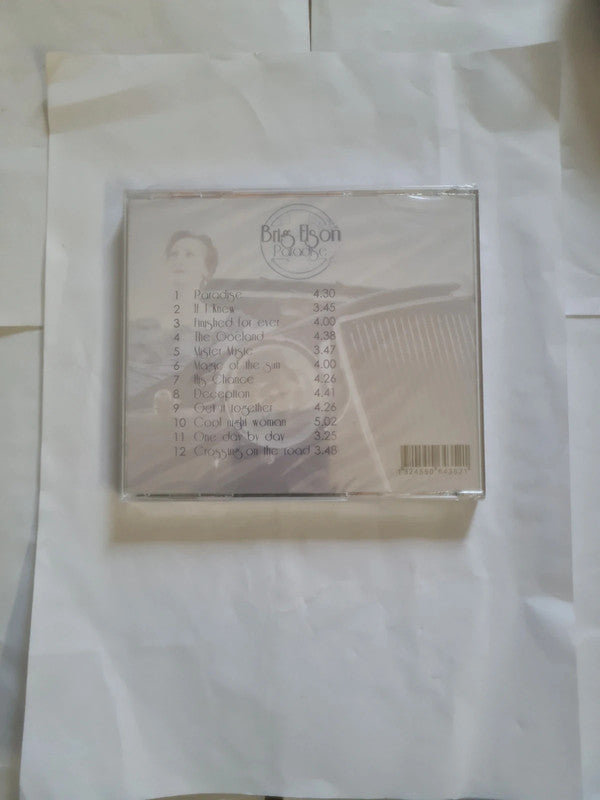 Brig Elson
Paradise
1 Paradise 4.30
2 If I Knew 3:45
3 Finished for ever 4.00
4 The Goeland 4.38
5 Mister Music 3.47
6 Magic of the sun 4.00
7 His Chance 4.26
8 Deception 4.41
9 Get it together 4.26
10 Cool night woman 5.02
11 One day by day 3.25
12 Crossing on the road 3.48